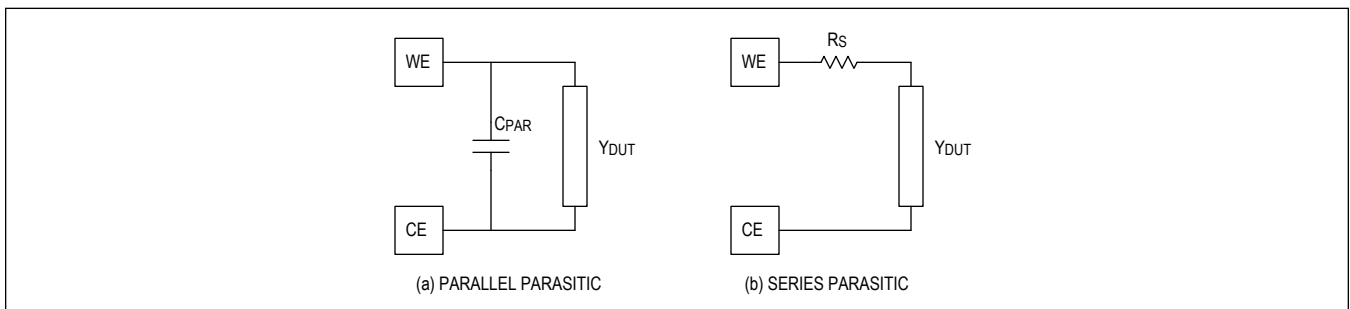 WE
CPAR
YDUT
CE
(a) PARALLEL PARASITIC
WE
RS
YDUT
CE
(b) SERIES PARASITIC